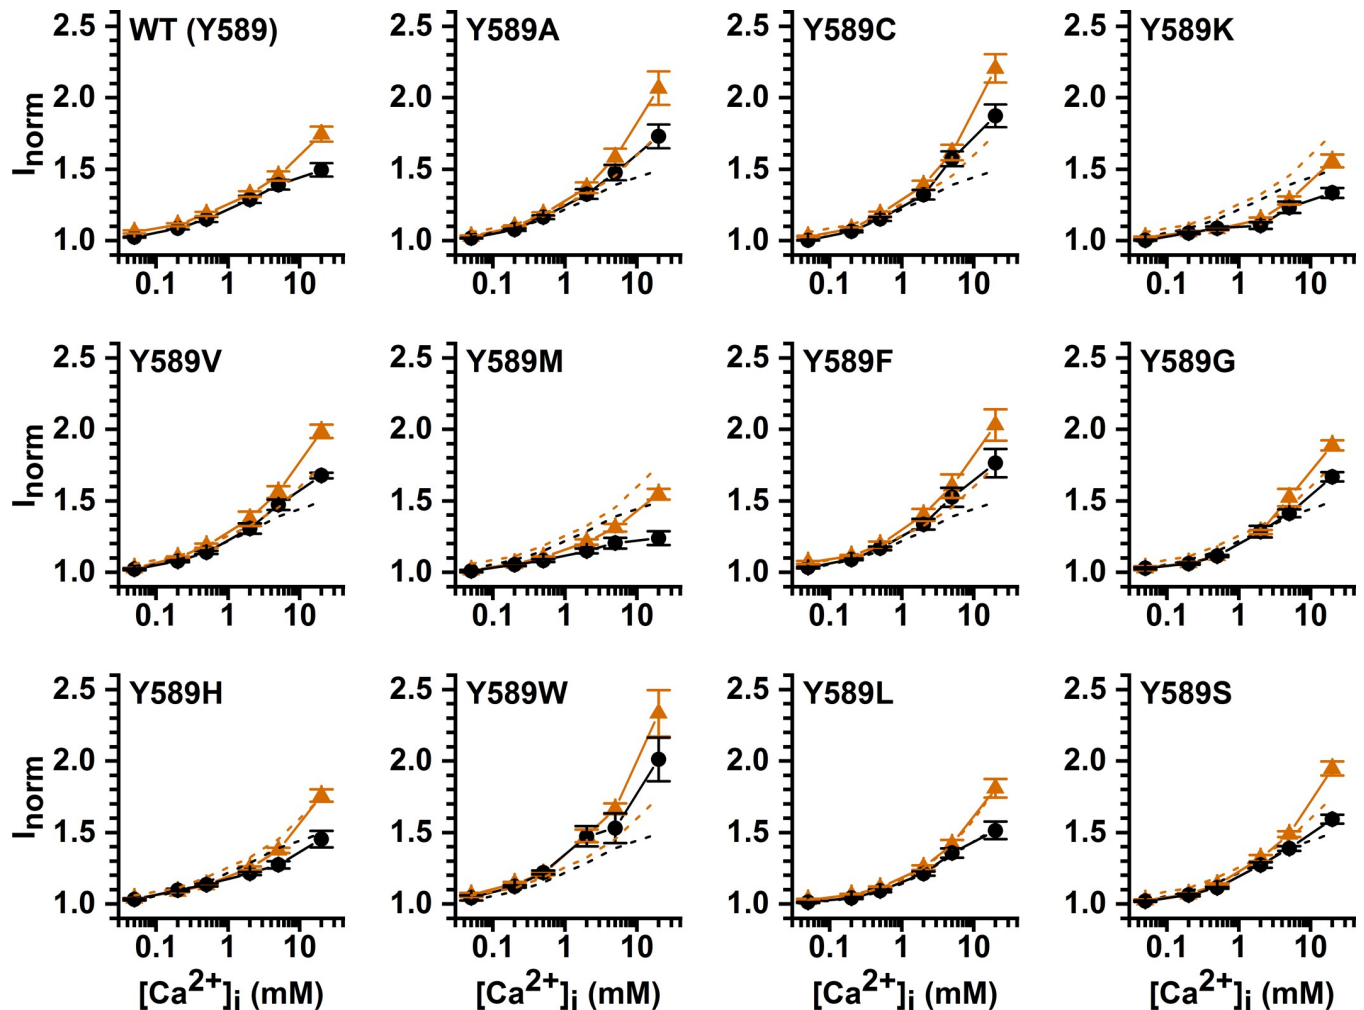 WT (Y589) Y589A Y589C Y589K
2.5 2.5 2.5 2.5
2.0 2.0 2.0 2.0
Inorm 1.5 1.5 1.5 1.5
1.0 1.0 1.0 1.0
0.1 1 10 0.1 1 10 0.1 1 10 0.1 1 10
Y589V Y589M Y589F Y589G
2.5 2.5 2.5 2.5
2.0 2.0 2.0 2.0
Inorm 1.5 1.5 1.5 1.5
1.0 1.0 1.0 1.0
0.1 1 10 0.1 1 10 0.1 1 10 0.1 1 10
Y589H Y589W Y589L Y589S
2.5 2.5 2.5 2.5
2.0 2.0 2.0 2.0
Inorm 1.5 1.5 1.5 1.5
1.0 1.0 1.0 1.0
0.1 1 10 0.1 1 10 0.1 1 10 0.1 1 10
[Ca2+]i (mM) [Ca2+]i (mM) [Ca2+]i (mM) [Ca2+]i (mM)